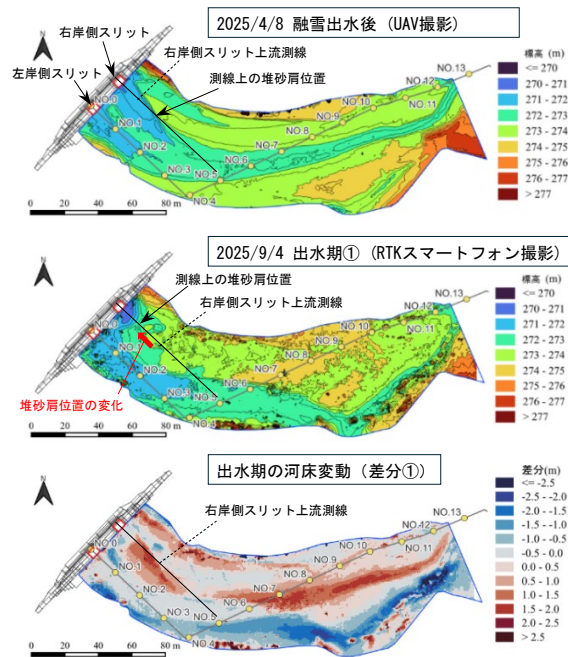 2025/4/8 融雪出水後（UAV撮影）
右岸側スリット
右岸側スリット上流測線
左岸側スリット
測線上の堆砂肩位置
NO.0
NO.1
NO.2
NO.3
NO.4
NO.5
NO.6
NO.7
NO.8
NO.9
NO.10
NO.11
NO.12
NO.13
標高 (m)
<= 270
270 - 271
271 - 272
272 - 273
273 - 274
274 - 275
275 - 276
276 - 277
> 277
0 20 40 60 80 m
2025/9/4 出水期①（RTKスマートフォン撮影）
測線上の堆砂肩位置
右岸側スリット上流測線
堆砂肩位置の変化
NO.0
NO.1
NO.2
NO.3
NO.4
NO.5
NO.6
NO.7
NO.8
NO.9
NO.10
NO.11
NO.12
NO.13
標高 (m)
<= 270
270 - 271
271 - 272
272 - 273
273 - 274
274 - 275
275 - 276
276 - 277
> 277
0 20 40 60 80 m
出水期の河床変動（差分①）
右岸側スリット上流測線
NO.0
NO.1
NO.2
NO.3
NO.4
NO.5
NO.6
NO.7
NO.8
NO.9
NO.10
NO.11
NO.12
NO.13
差分(m)
<= -2.5
-2.5 - -2.0
-2.0 - -1.5
-1.5 - -1.0
-1.0 - -0.5
-0.5 - 0.0
0.0 - 0.5
0.5 - 1.0
1.0 - 1.5
1.5 - 2.0
2.0 - 2.5
> 2.5
0 20 40 60 80 m